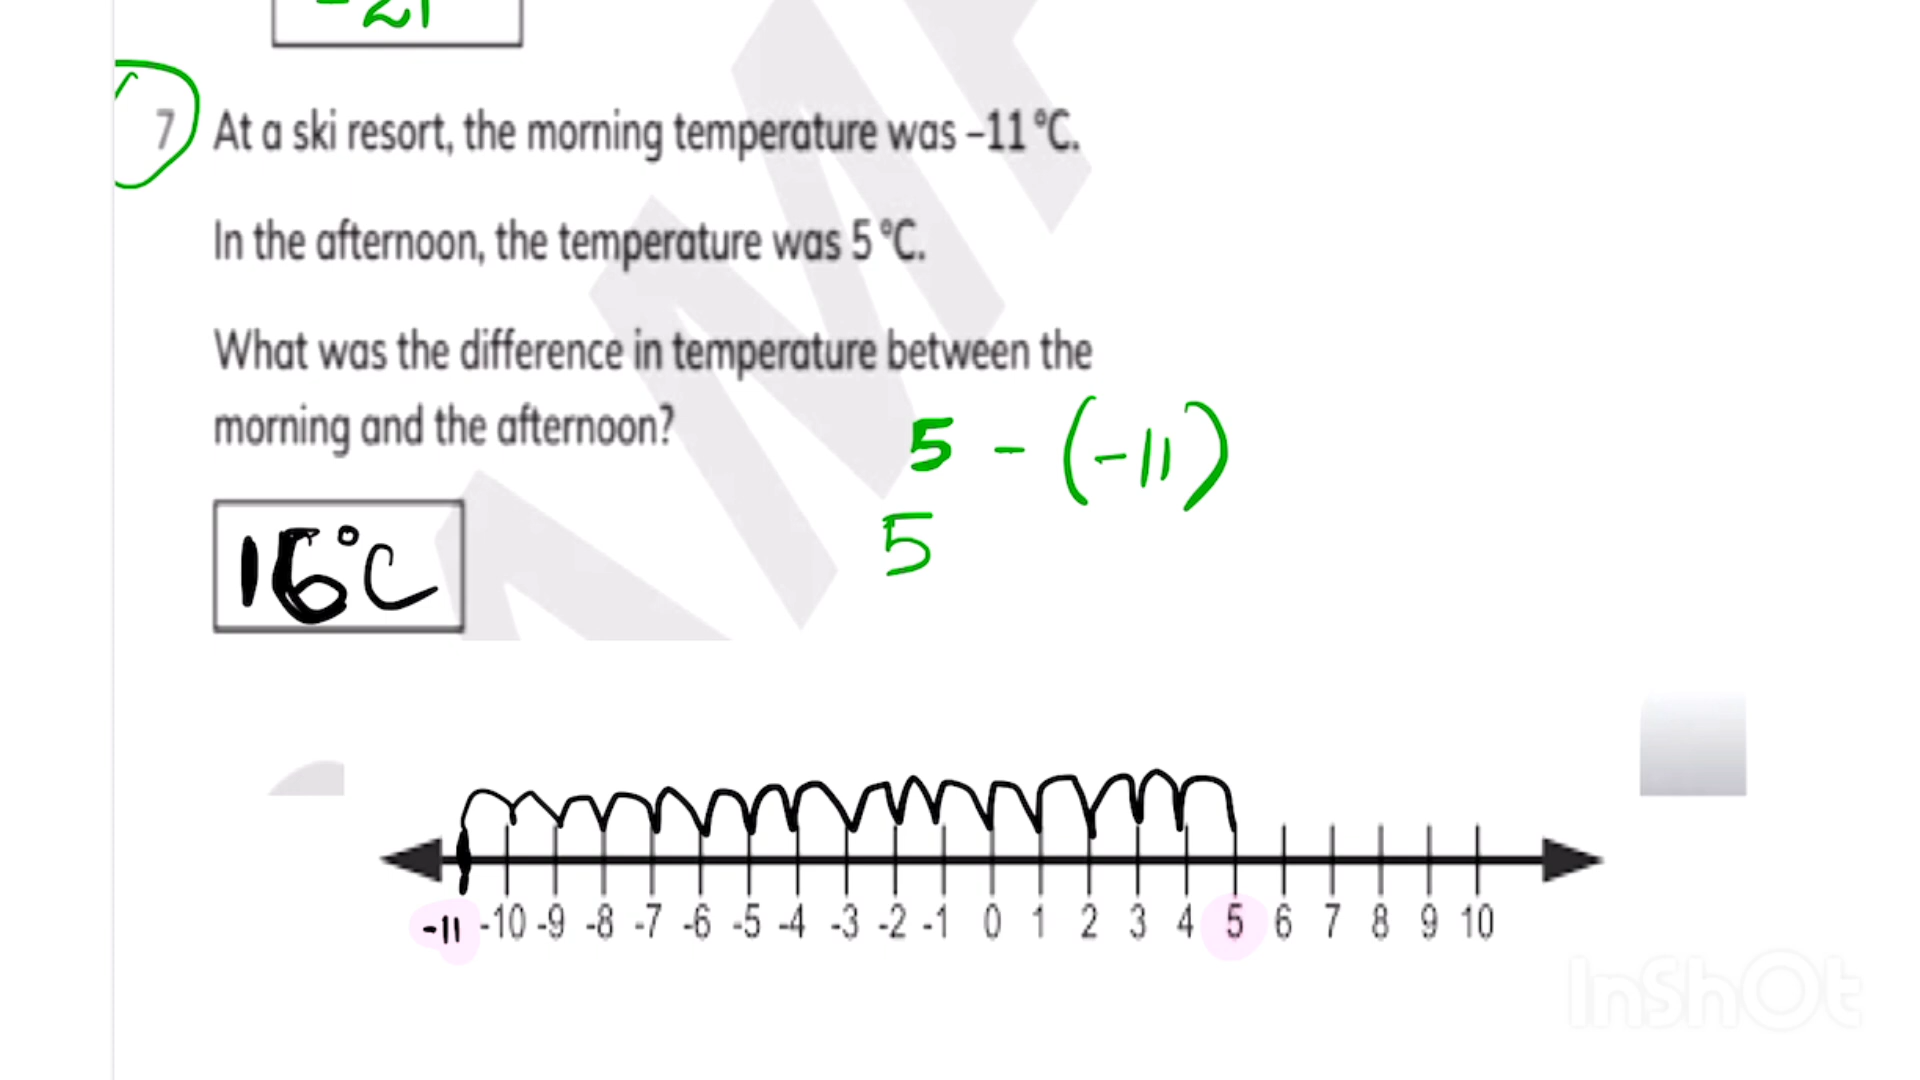 -21
7 At a ski resort, the morning temperature was –11 °C.
In the afternoon, the temperature was 5 °C.
What was the difference in temperature between the
morning and the afternoon?
5 - (-11)
5
16°C
-11 -10 -9 -8 -7 -6 -5 -4 -3 -2 -1 0 1 2 3 4 5 6 7 8 9 10
InShOt